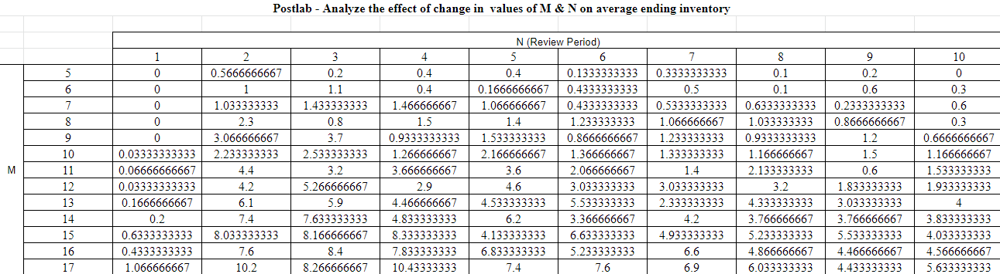 Postlab - Analyze the effect of change in values of M & N on average ending inventory
N (Review Period)
1 2 3 4 5 6 7 8 9 10
5 0 0.5666666667 0.2 0.4 0.4 0.1333333333 0.3333333333 0.1 0.2 0
6 0 1 1.1 0.4 0.1666666667 0.4333333333 0.5 0.1 0.6 0.3
7 0 1.033333333 1.433333333 1.466666667 1.066666667 0.4333333333 0.5333333333 0.6333333333 0.2333333333 0.6
8 0 2.3 0.8 1.5 1.4 1.233333333 1.066666667 1.033333333 0.8666666667 0.3
9 0 3.066666667 3.7 0.9333333333 1.533333333 0.8666666667 1.233333333 0.9333333333 1.2 0.6666666667
10 0.03333333333 2.233333333 2.533333333 1.266666667 2.166666667 1.366666667 1.333333333 1.166666667 1.5 1.166666667
M 11 0.06666666667 4.4 3.2 3.666666667 3.6 2.066666667 1.4 2.133333333 0.6 1.533333333
12 0.03333333333 4.2 5.266666667 2.9 4.6 3.033333333 3.033333333 3.2 1.833333333 1.933333333
13 0.1666666667 6.1 5.9 4.466666667 4.533333333 5.533333333 2.333333333 4.333333333 3.033333333 4
14 0.2 7.4 7.633333333 4.833333333 6.2 3.366666667 4.2 3.766666667 3.766666667 3.833333333
15 0.6333333333 8.033333333 8.166666667 8.333333333 4.133333333 6.633333333 4.933333333 5.233333333 5.533333333 4.033333333
16 0.4333333333 7.6 8.4 7.833333333 6.833333333 5.233333333 6.6 4.866666667 4.466666667 4.566666667
17 1.066666667 10.2 8.266666667 10.43333333 7.4 7.6 6.9 6.033333333 4.433333333 5.633333333